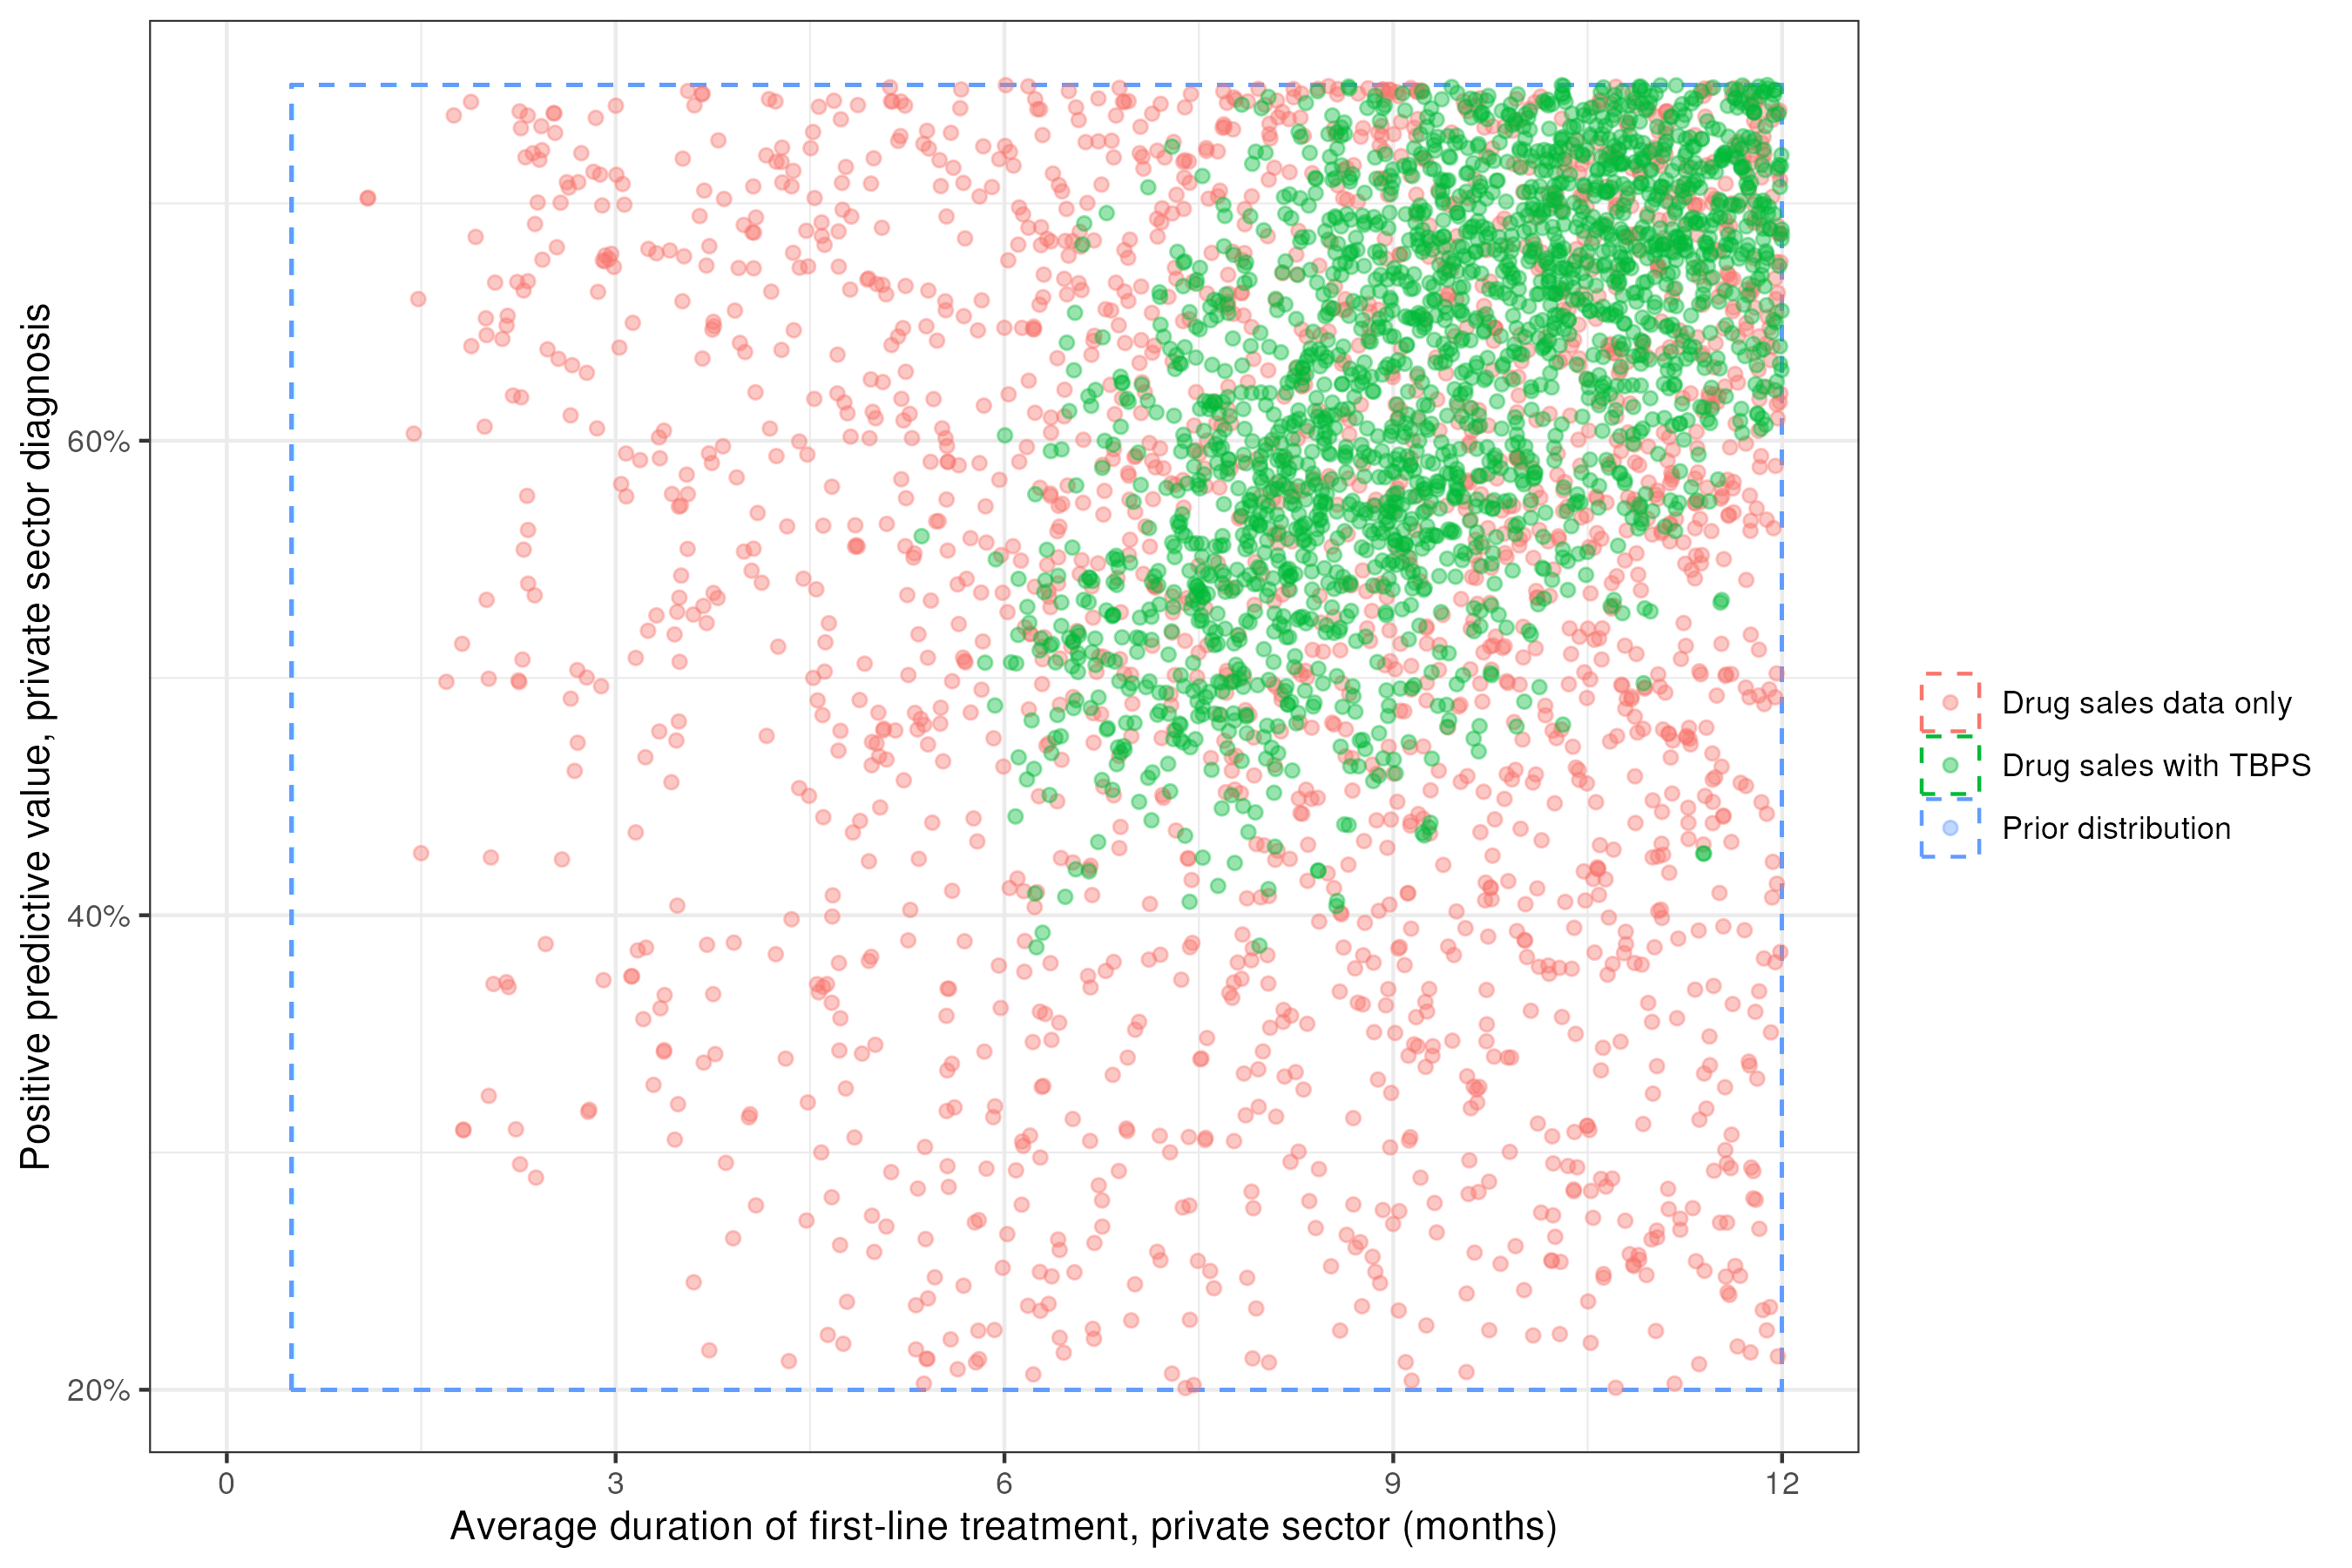 Positive predictive value, private sector diagnosis
60%
40%
20%
0
3
6
9
12
Average duration of first-line treatment, private sector (months)
Drug sales data only
Drug sales with TBPS
Prior distribution